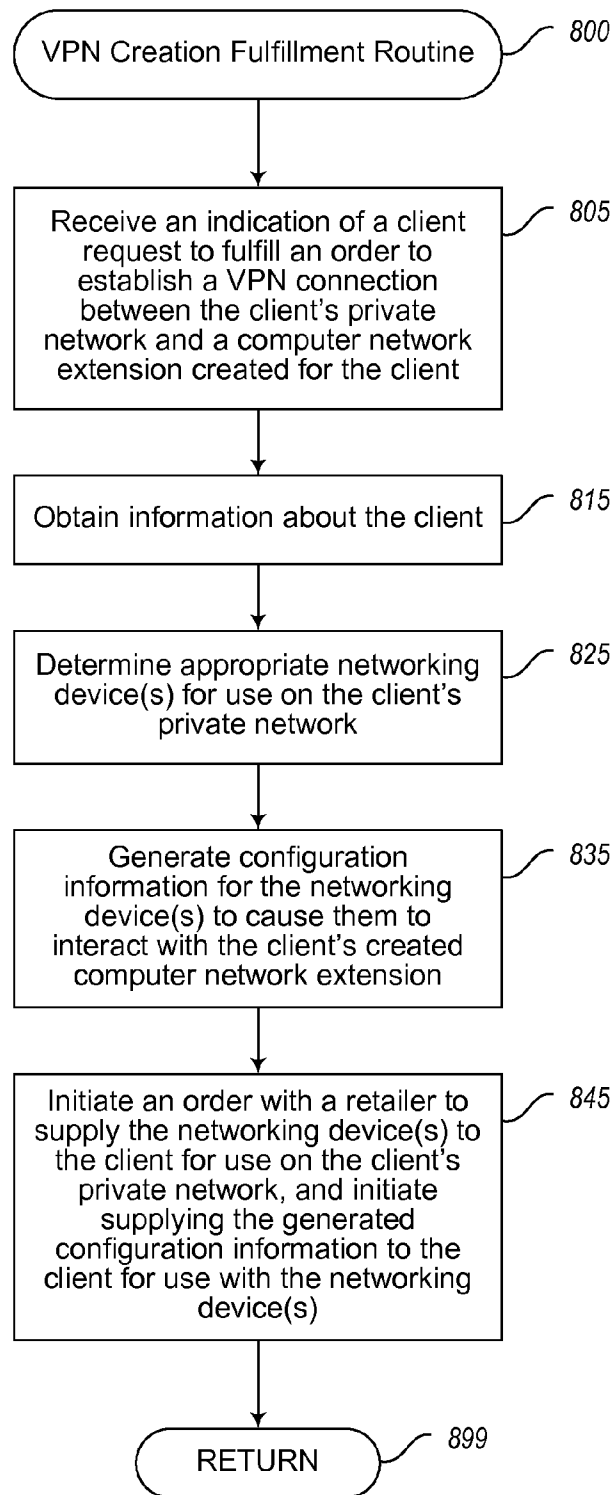 VPN Creation Fulfillment Routine
800
Receive an indication of a client
request to fulfill an order to
establish a VPN connection
between the client's private
network and a computer network
extension created for the client
805
Obtain information about the client
815
Determine appropriate networking
device(s) for use on the client's
private network
825
Generate configuration
information for the networking
device(s) to cause them to
interact with the client's created
computer network extension
835
Initiate an order with a retailer to
supply the networking device(s) to
the client for use on the client's
private network, and initiate
supplying the generated
configuration information to the
client for use with the networking
device(s)
845
RETURN
899